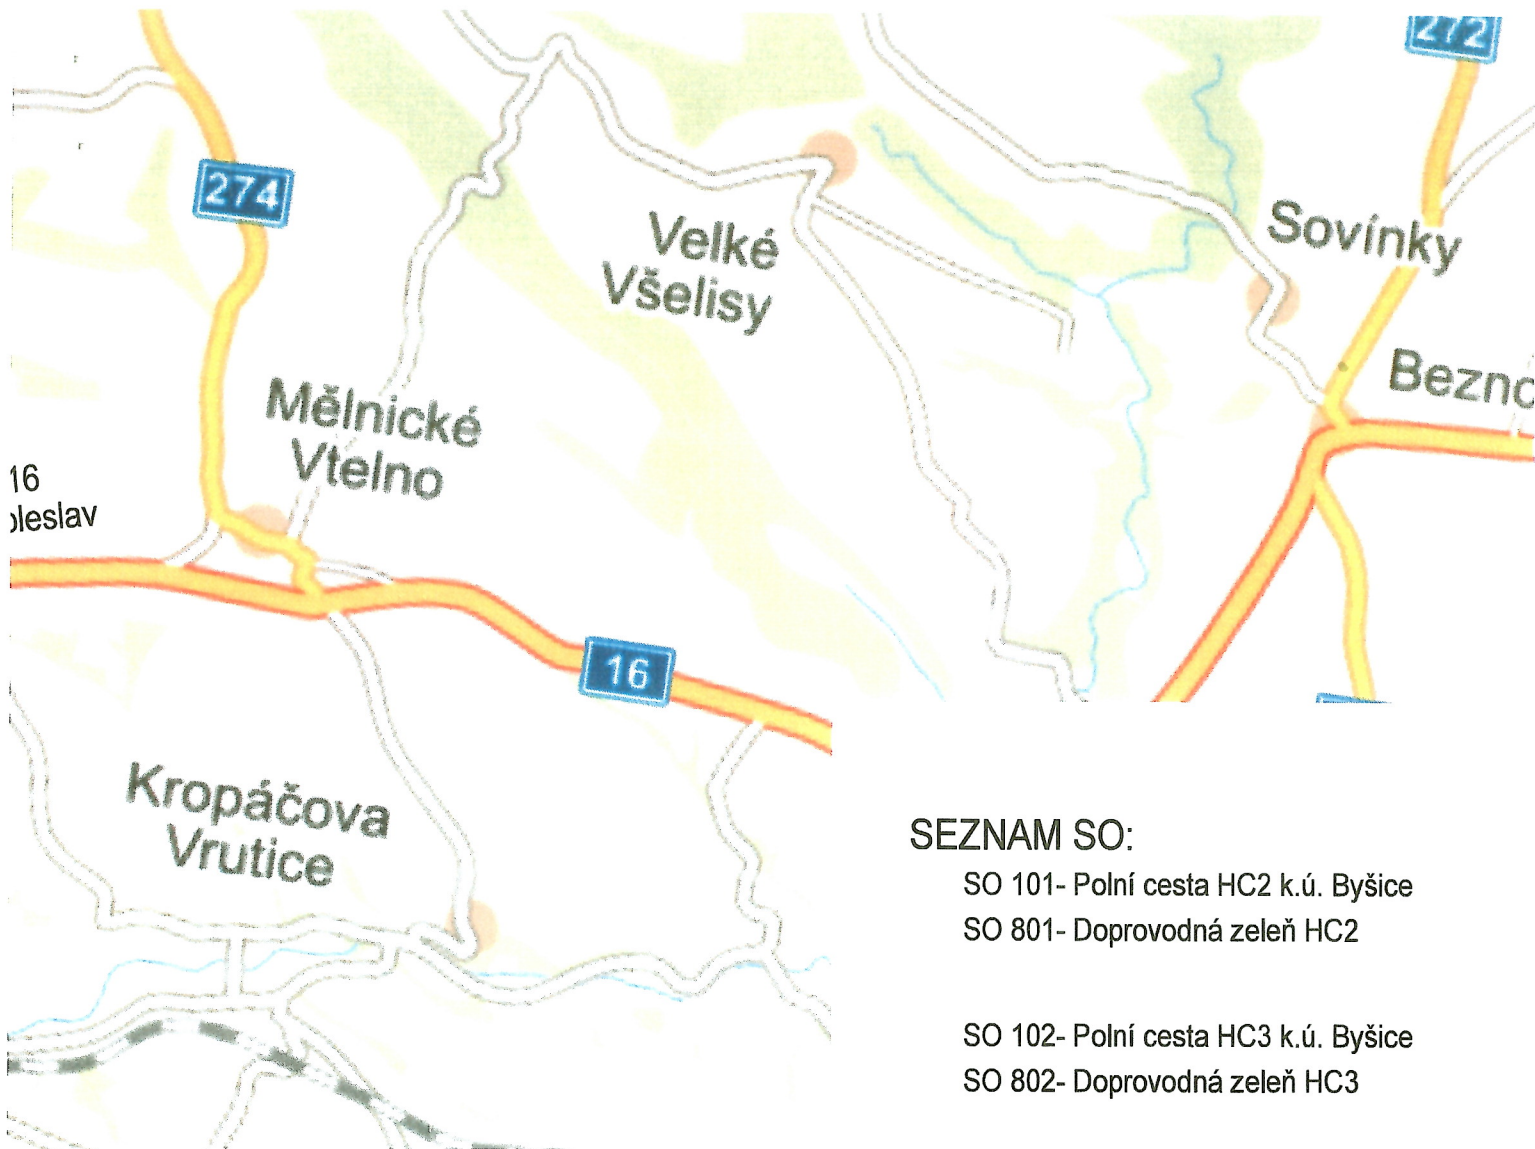 272
274
Velké
Všelisy
Sovínky
Mělnické
Vtelno
16
16
Kropáčova
Vrutice
SEZNAM SO:
SO 101- Polní cesta HC2 k.ú. Byšice
SO 801- Doprovodná zeleň HC2
SO 102- Polní cesta HC3 k.ú. Byšice
SO 802- Doprovodná zeleň HC3